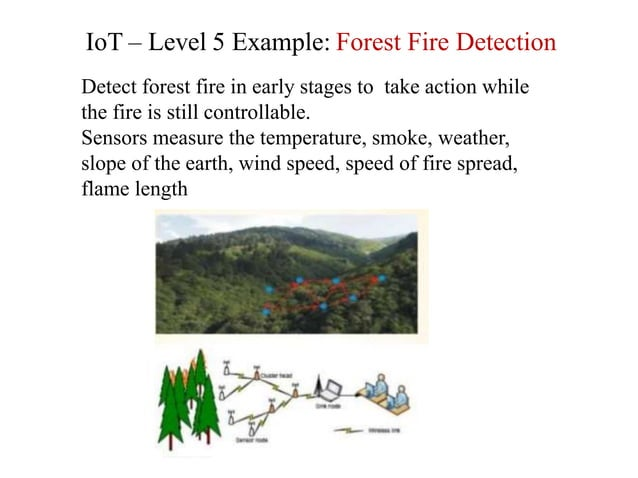 IoT – Level 5 Example: Forest Fire Detection
Detect forest fire in early stages to take action while
the fire is still controllable.
Sensors measure the temperature, smoke, weather,
slope of the earth, wind speed, speed of fire spread,
flame length
Cluster head
Sink node
Sensor node
Wireless link